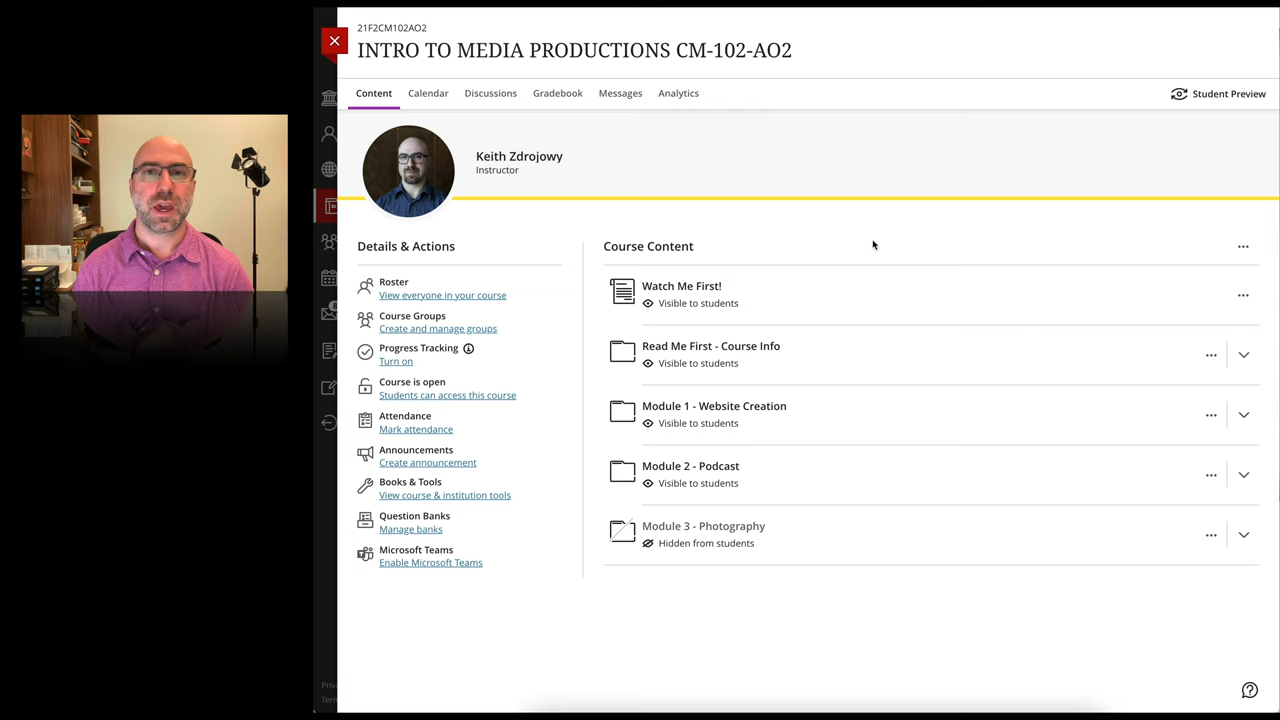 21F2CM102AO2
INTRO TO MEDIA PRODUCTIONS CM-102-AO2
Content Calendar Discussions Gradebook Messages Analytics
Student Preview
Keith Zdrojowy
Instructor
Details & Actions
Roster
View everyone in your course
Course Groups
Create and manage groups
Progress Tracking
Turn on
Course is open
Students can access this course
Attendance
Mark attendance
Announcements
Create announcement
Books & Tools
View course & institution tools
Question Banks
Manage banks
Microsoft Teams
Enable Microsoft Teams
Course Content
Watch Me First!
Visible to students
Read Me First - Course Info
Visible to students
Module 1 - Website Creation
Visible to students
Module 2 - Podcast
Visible to students
Module 3 - Photography
Hidden from students